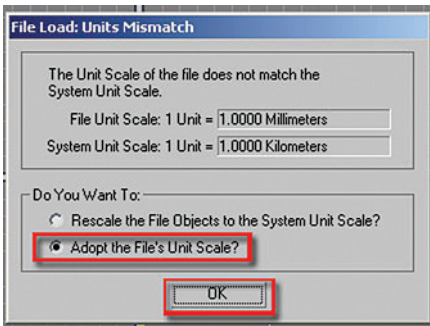 File Load: Units Mismatch
The Unit Scale of the file does not match the
System Unit Scale.
File Unit Scale: 1 Unit = 1.0000 Millimeters
System Unit Scale: 1 Unit = 1.0000 Kilometers
Do You Want To:
Rescale the File Objects to the System Unit Scale?
Adopt the File's Unit Scale?
OK